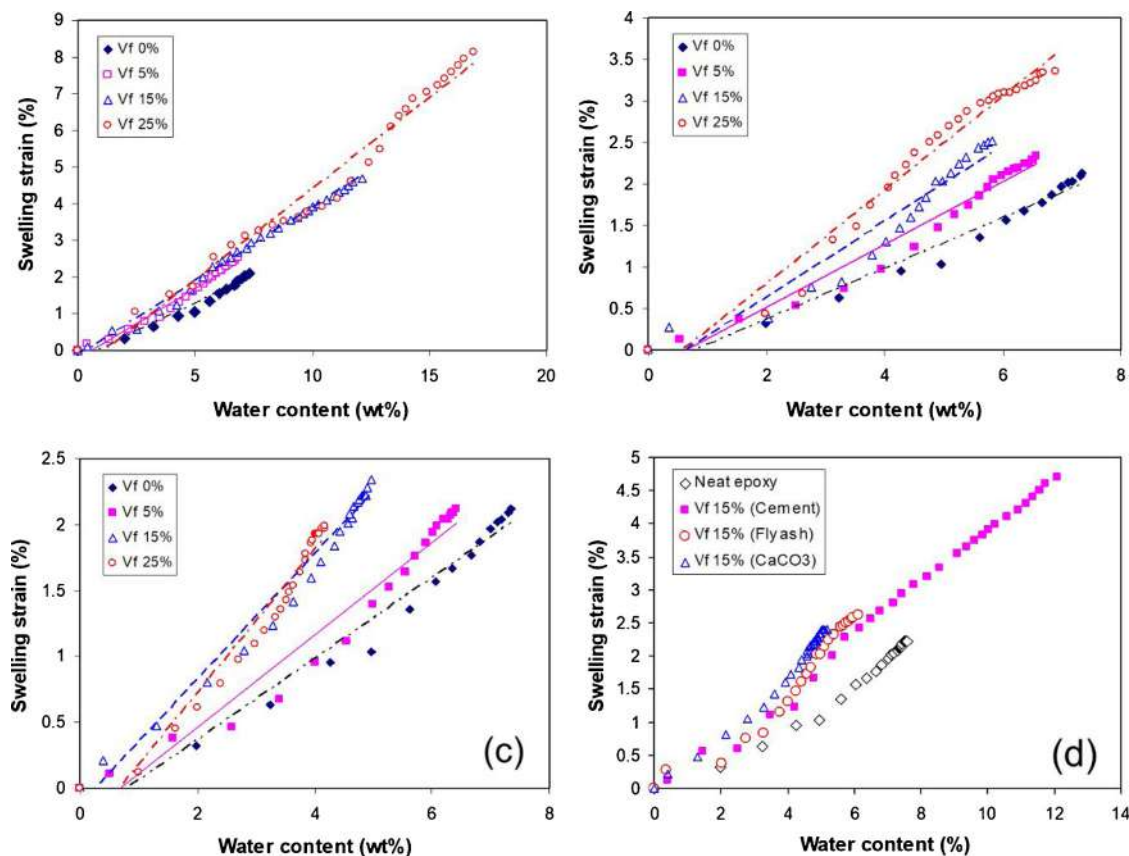 9
8
7
6
5
4
3
2
1
0
Swelling strain (%)
Vf 0%
Vf 5%
Vf 15%
Vf 25%
0 5 10 15 20
Water content (wt%)
4
3.5
3
2.5
2
1.5
1
0.5
0
Swelling strain (%)
Vf 0%
Vf 5%
Vf 15%
Vf 25%
0 2 4 6 8
Water content (wt%)
2.5
2
1.5
1
0.5
0
Swelling strain (%)
Vf 0%
Vf 5%
Vf 15%
Vf 25%
(c)
0 2 4 6 8
Water content (wt%)
5
4.5
4
3.5
3
2.5
2
1.5
1
0.5
0
Swelling strain (%)
Neat epoxy
Vf 15% (Cement)
Vf 15% (Flyash)
Vf 15% (CaCO3)
(d)
0 2 4 6 8 10 12 14
Water content (%)